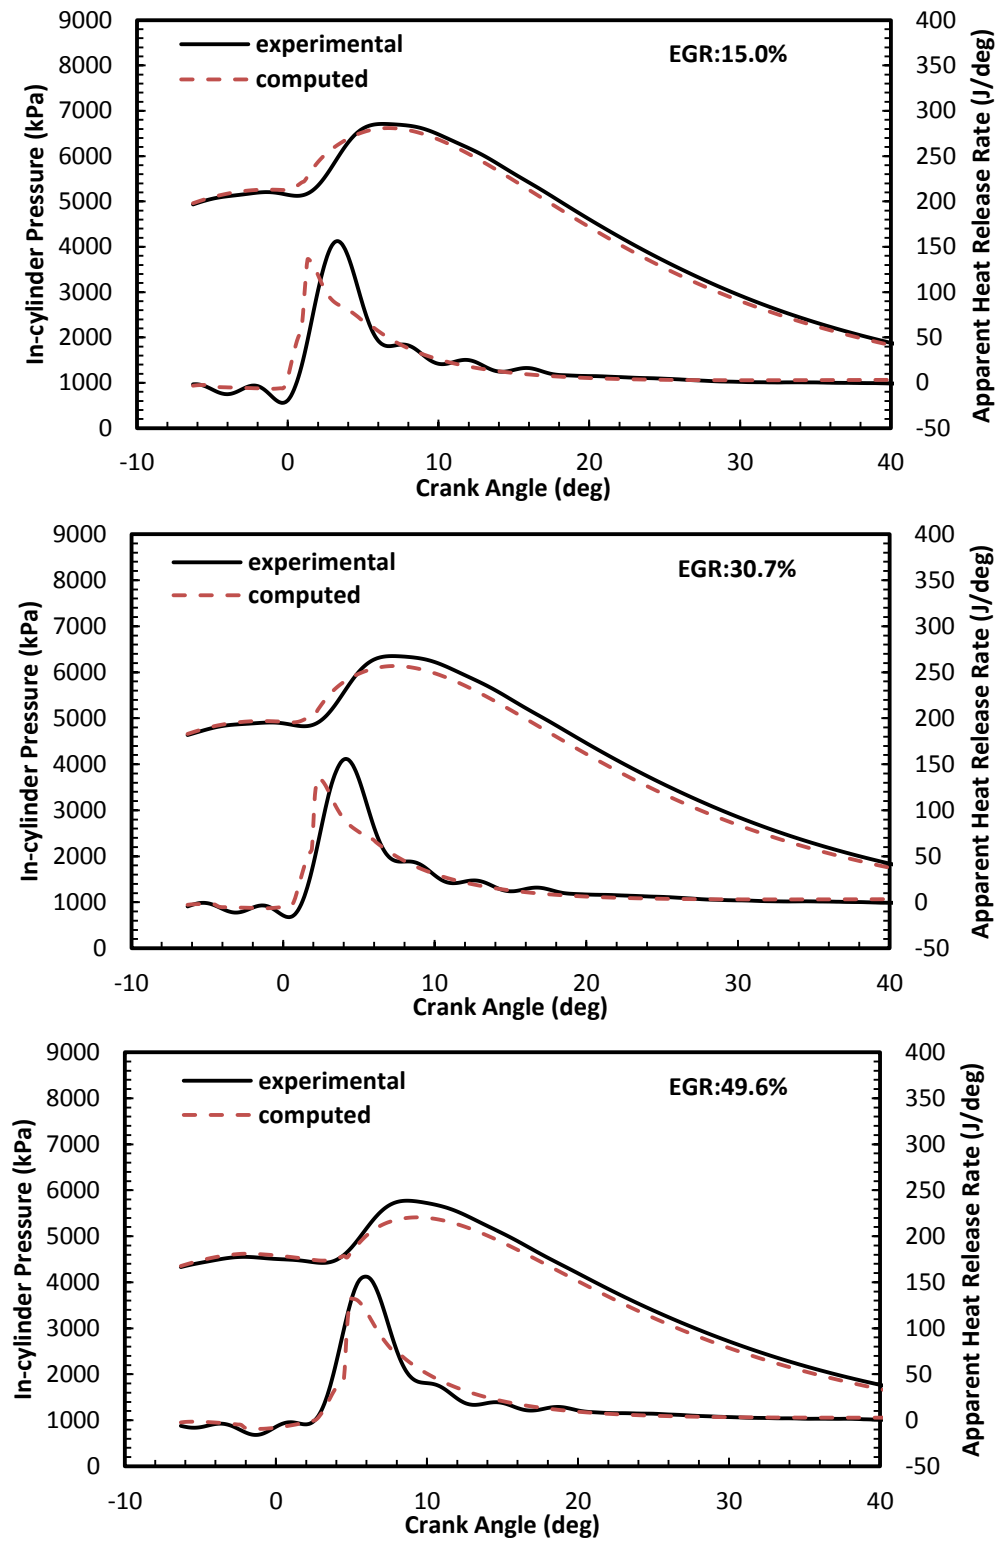 experimental
computed
EGR:15.0%
In-cylinder Pressure (kPa)
9000
8000
7000
6000
5000
4000
3000
2000
1000
0
400
350
300
250
200
150
100
50
0
-50
Apparent Heat Release Rate (J/deg)
-10 0 10 20 30 40
Crank Angle (deg)
experimental
computed
EGR:30.7%
In-cylinder Pressure (kPa)
9000
8000
7000
6000
5000
4000
3000
2000
1000
0
400
350
300
250
200
150
100
50
0
-50
Apparent Heat Release Rate (J/deg)
-10 0 10 20 30 40
Crank Angle (deg)
experimental
computed
EGR:49.6%
In-cylinder Pressure (kPa)
9000
8000
7000
6000
5000
4000
3000
2000
1000
0
400
350
300
250
200
150
100
50
0
-50
Apparent Heat Release Rate (J/deg)
-10 0 10 20 30 40
Crank Angle (deg)